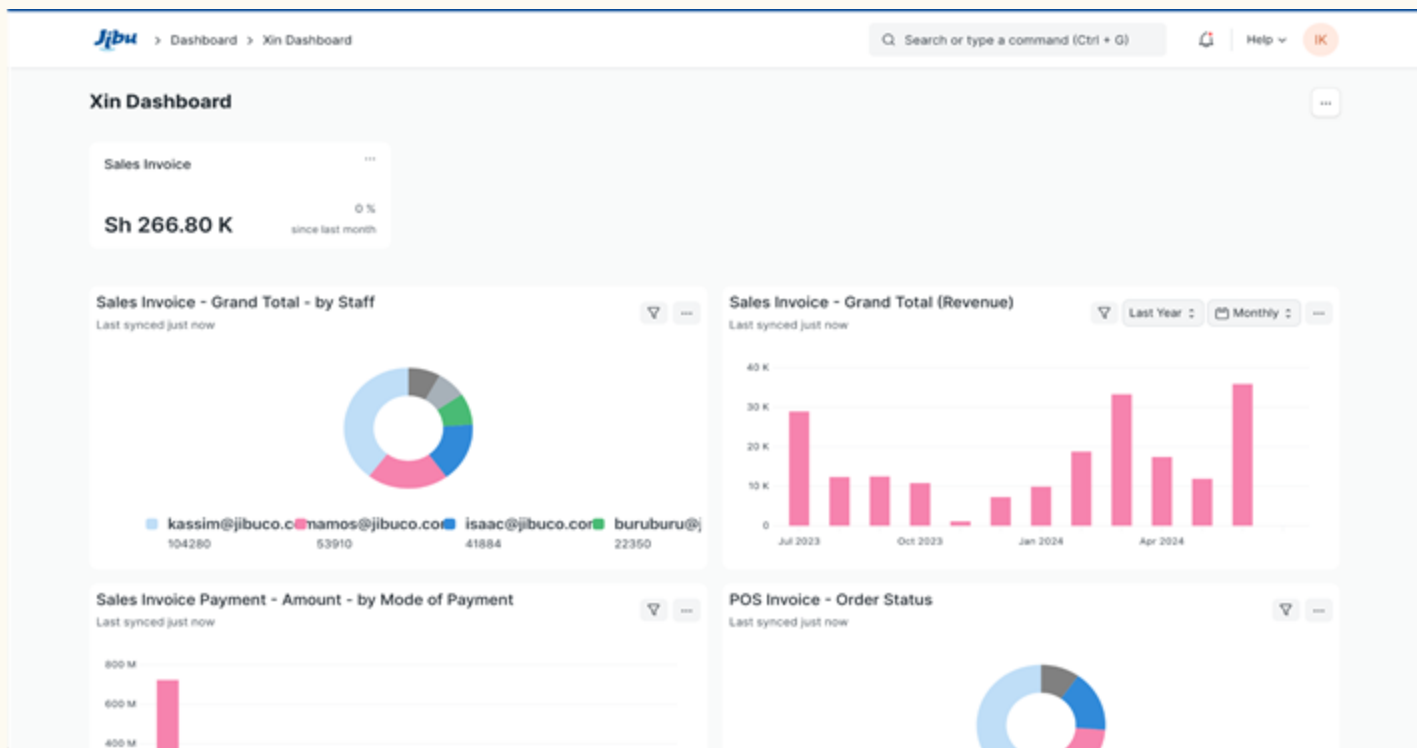 Jibu > Dashboard > Xin Dashboard
Search or type a command (Ctrl + G)
Help
IK
Xin Dashboard
Sales Invoice
Sh 266.80 K
0 %
since last month
Sales Invoice - Grand Total - by Staff
Last synced just now
kassim@jibuco.c
mamos@jibuco.cor
isaac@jibuco.cor
buruburu@j
104280
53910
41884
22350
Sales Invoice - Grand Total (Revenue)
Last synced just now
Last Year
Monthly
40 K
30 K
20 K
10 K
0
Jul 2023
Oct 2023
Jan 2024
Apr 2024
Sales Invoice Payment - Amount - by Mode of Payment
Last synced just now
800 M
600 M
400 M
POS Invoice - Order Status
Last synced just now